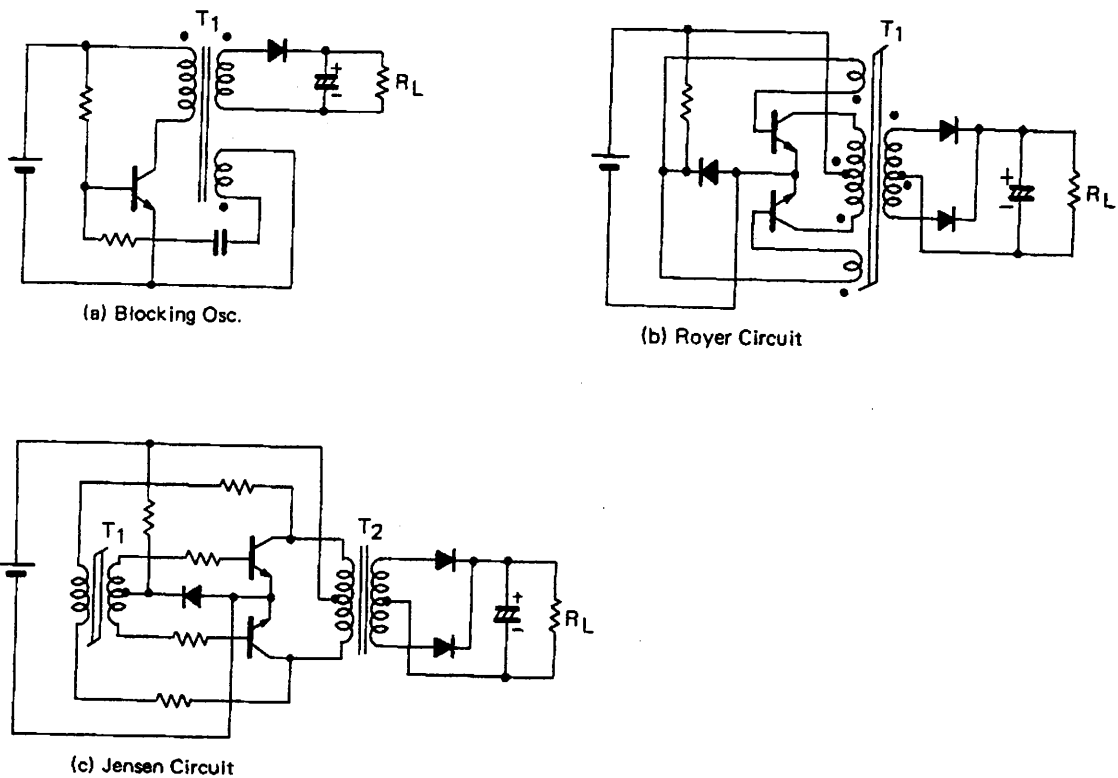 T1
+
-
RL
(a) Blocking Osc.
T1
+
-
RL
(b) Royer Circuit
T1
T2
+
-
RL
(c) Jensen Circuit